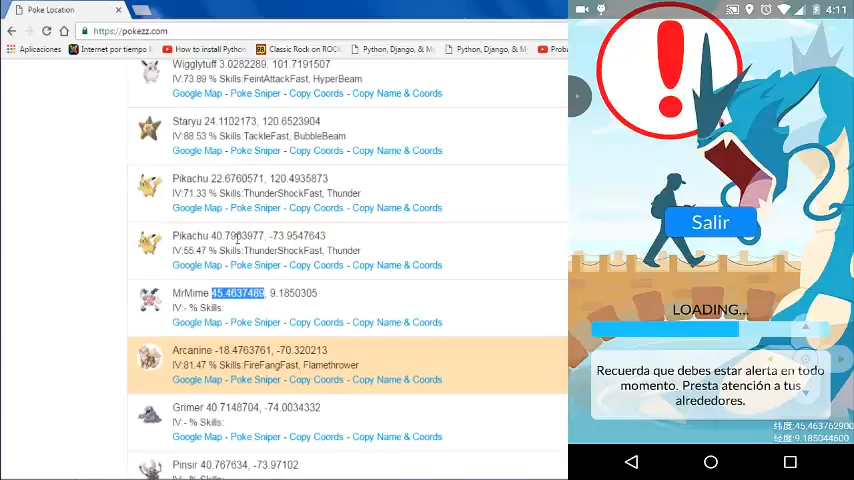 Poke Location
https://pokezz.com
Aplicaciones
Internet por tiempo l
How to install Python
Classic Rock on ROCK
Python, Django, & My
Python, Django, & My
Proba
Wigglytuff 3.0282289, 101.7191507
IV:73.89 % Skills:FeintAttackFast, HyperBeam
Google Map - Poke Sniper - Copy Coords - Copy Name & Coords
Staryu 24.1102173, 120.6523904
IV:88.53 % Skills:TackleFast, BubbleBeam
Google Map - Poke Sniper - Copy Coords - Copy Name & Coords
Pikachu 22.6760571, 120.4935873
IV:71.33 % Skills:ThunderShockFast, Thunder
Google Map - Poke Sniper - Copy Coords - Copy Name & Coords
Pikachu 40.7903977, -73.9547643
IV:55.47 % Skills:ThunderShockFast, Thunder
Google Map - Poke Sniper - Copy Coords - Copy Name & Coords
MrMime 45.4637489, 9.1850305
IV:- % Skills:
Google Map - Poke Sniper - Copy Coords - Copy Name & Coords
Arcanine -18.4763761, -70.320213
IV:81.47 % Skills:FireFangFast, Flamethrower
Google Map - Poke Sniper - Copy Coords - Copy Name & Coords
Grimer 40.7148704, -74.0034332
IV:- % Skills:
Google Map - Poke Sniper - Copy Coords - Copy Name & Coords
Pinsir 40.767634, -73.97102
4:11
Salir
LOADING...
Recuerda que debes estar alerta en todo
momento. Presta atención a tus
alrededores.
纬度:45.463762900
经度:9.185044600